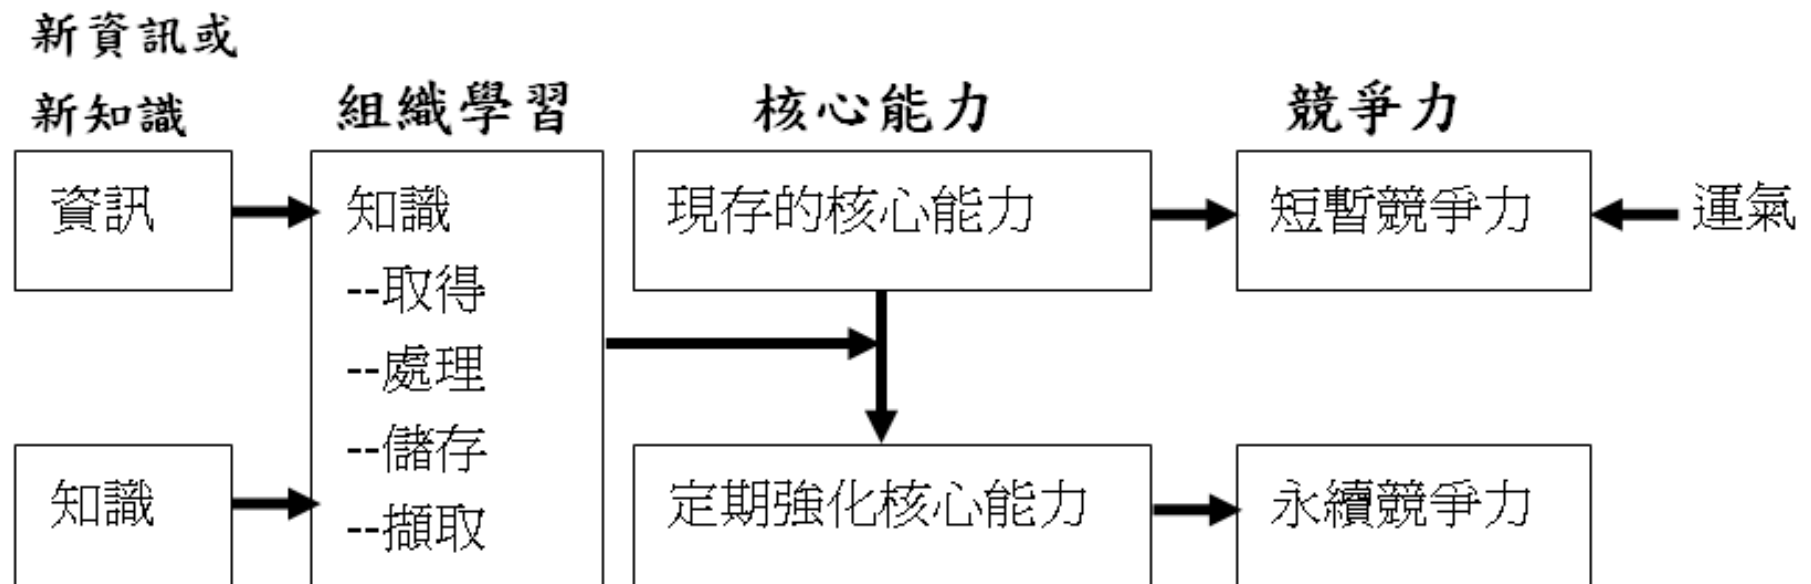 新資訊或
新知識
組織學習
核心能力
競爭力
資訊
知識
--取得
--處理
--儲存
--擷取
現存的核心能力
短暫競爭力
運氣
知識
定期強化核心能力
永續競爭力